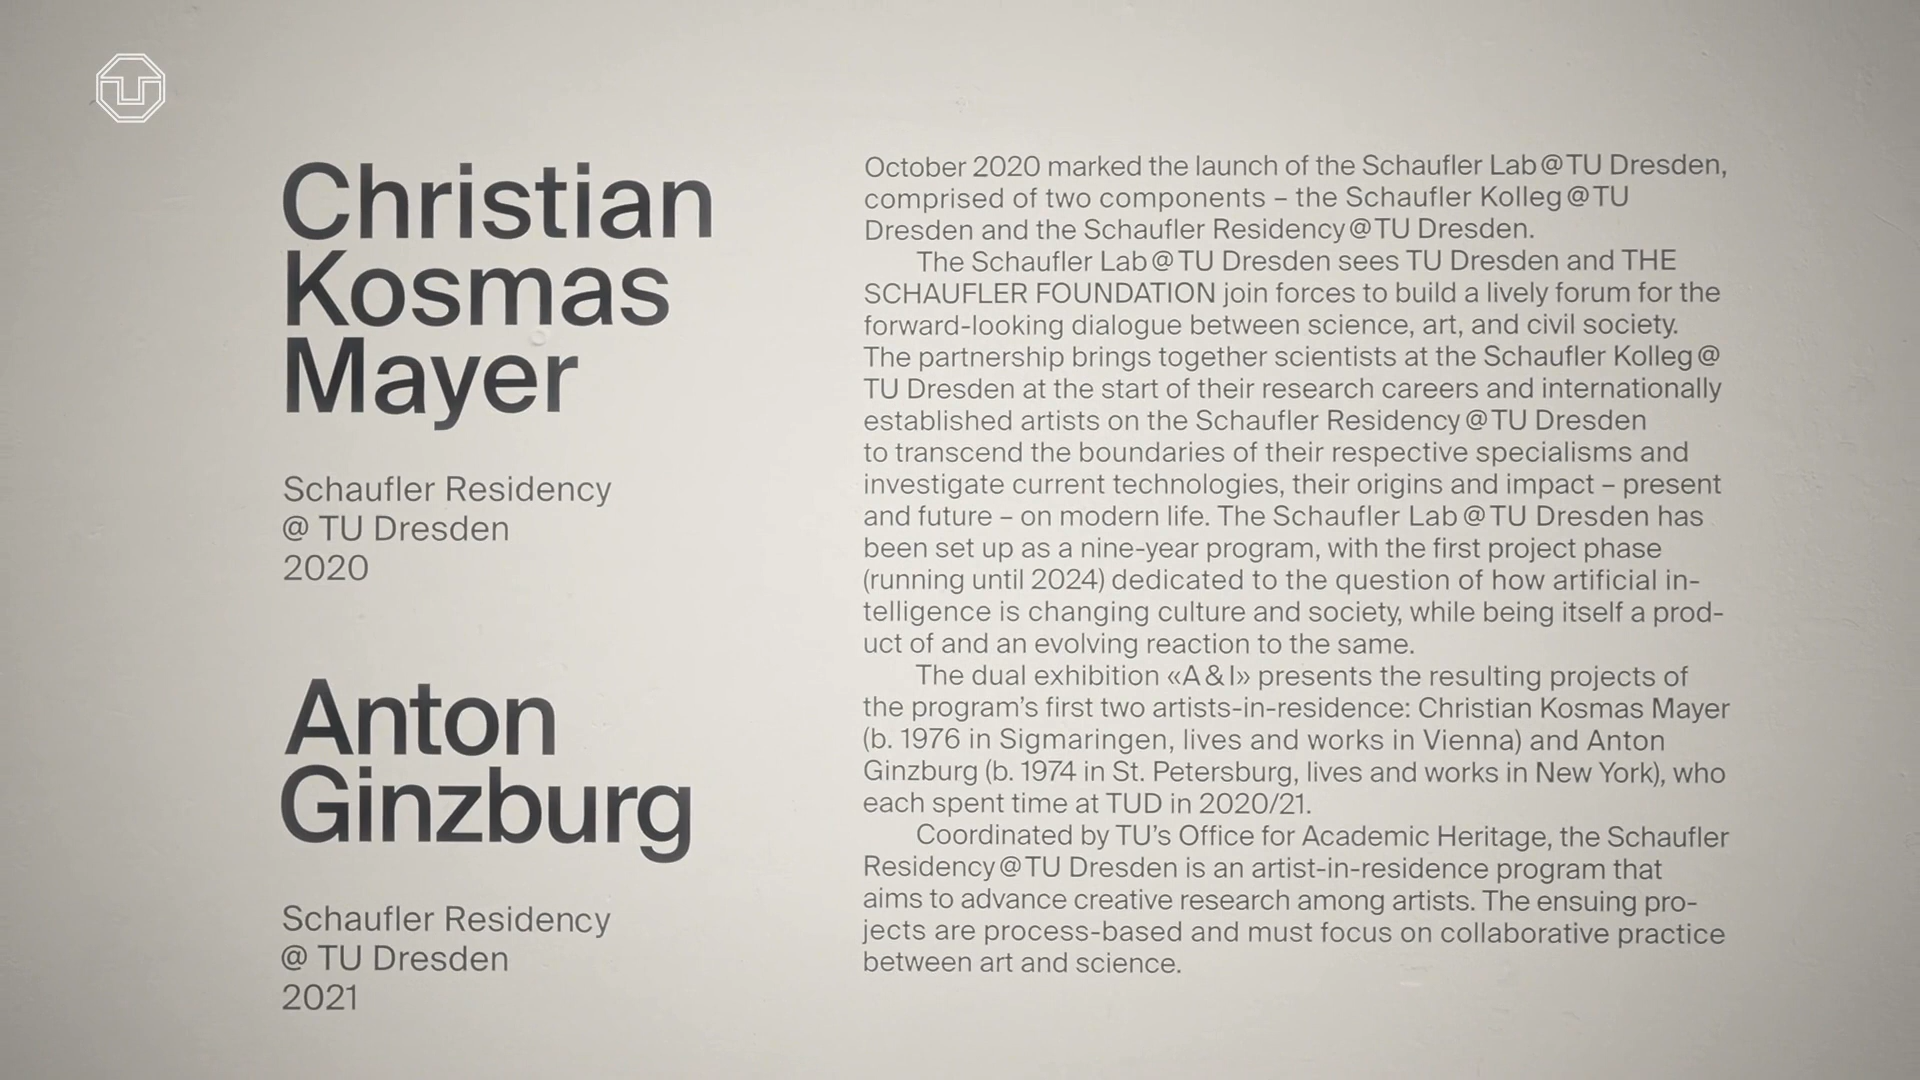 Christian
Kosmas
Mayer
Schaufler Residency
@ TU Dresden
2020
Anton
Ginzburg
Schaufler Residency
@ TU Dresden
2021
October 2020 marked the launch of the Schaufler Lab@TU Dresden,
comprised of two components – the Schaufler Kolleg@TU
Dresden and the Schaufler Residency@TU Dresden.
The Schaufler Lab@TU Dresden sees TU Dresden and THE
SCHAUFLER FOUNDATION join forces to build a lively forum for the
forward-looking dialogue between science, art, and civil society.
The partnership brings together scientists at the Schaufler Kolleg@
TU Dresden at the start of their research careers and internationally
established artists on the Schaufler Residency@TU Dresden
to transcend the boundaries of their respective specialisms and
investigate current technologies, their origins and impact – present
and future – on modern life. The Schaufler Lab@TU Dresden has
been set up as a nine-year program, with the first project phase
(running until 2024) dedicated to the question of how artificial in-
telligence is changing culture and society, while being itself a prod-
uct of and an evolving reaction to the same.
The dual exhibition «A&I» presents the resulting projects of
the program's first two artists-in-residence: Christian Kosmas Mayer
(b. 1976 in Sigmaringen, lives and works in Vienna) and Anton
Ginzburg (b. 1974 in St. Petersburg, lives and works in New York), who
each spent time at TUD in 2020/21.
Coordinated by TU's Office for Academic Heritage, the Schaufler
Residency@TU Dresden is an artist-in-residence program that
aims to advance creative research among artists. The ensuing pro-
jects are process-based and must focus on collaborative practice
between art and science.